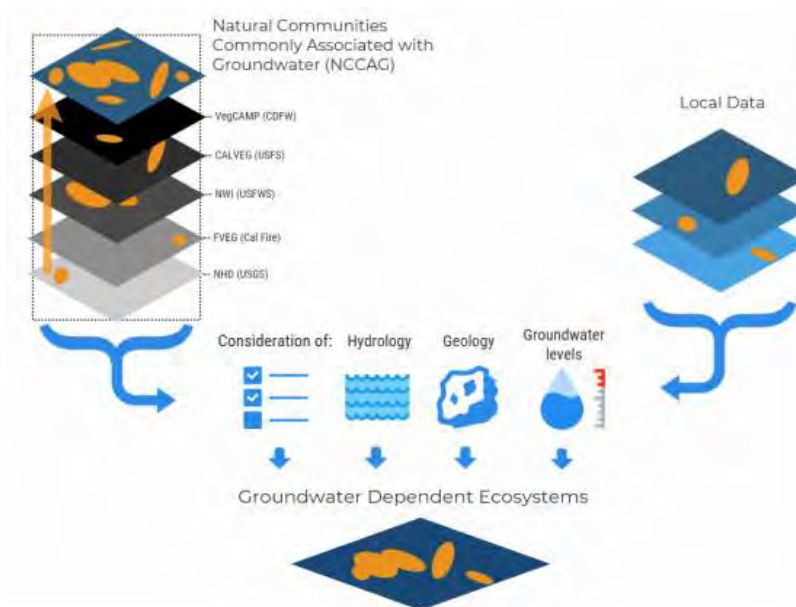 Natural Communities
Commonly Associated with
Groundwater (NCCAG)
VegCAMP (CDFW)
CALVEG (USFS)
NWI (USFWS)
FVEG (Cal Fire)
NHD (USGS)
Local Data
Consideration of:
Hydrology
Geology
Groundwater
levels
Groundwater Dependent Ecosystems